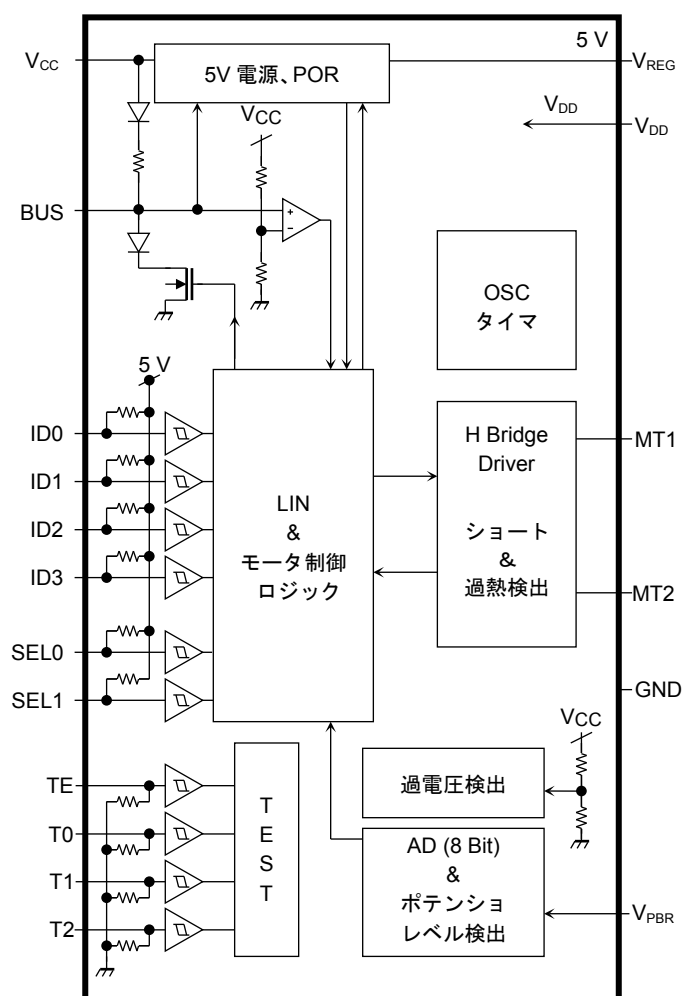 5 V
VCC
5V 電源、POR
VREG
VCC
VDD
VDD
BUS
+
−
OSC
タイマ
5 V
ID0
ID1
ID2
ID3
SEL0
SEL1
LIN
&
モータ制御
ロジック
H Bridge
Driver
ショート
&
過熱検出
MT1
MT2
GND
VCC
過電圧検出
TE
T0
T1
T2
T
E
S
T
AD (8 Bit)
&
ポテンショ
レベル検出
VPBR